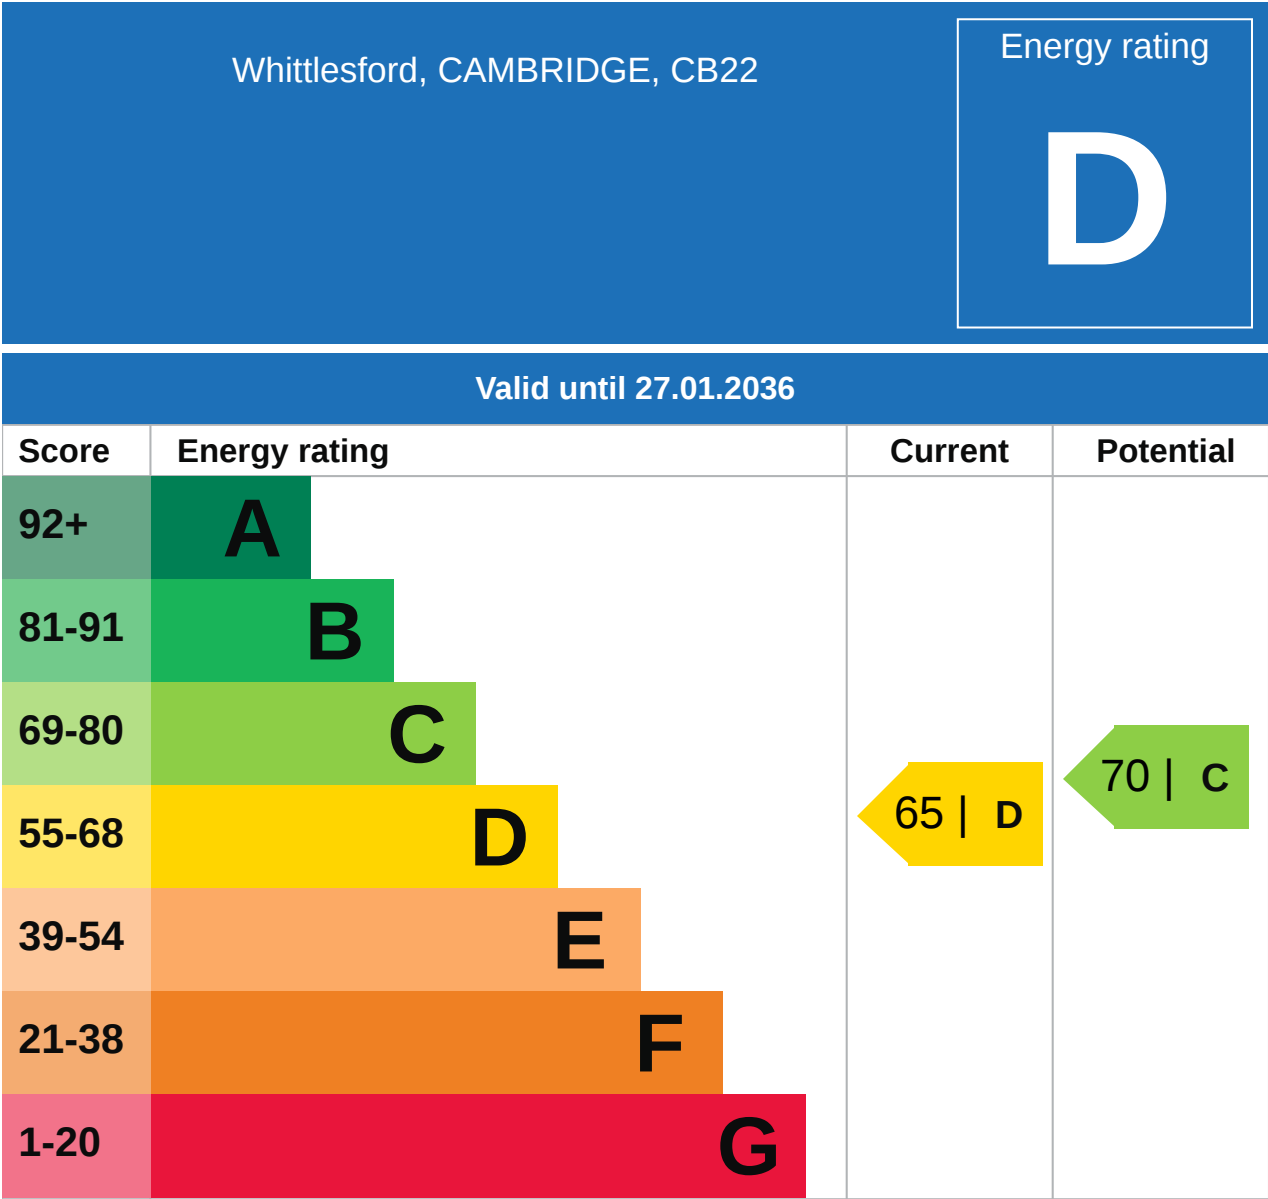 Whittlesford, CAMBRIDGE, CB22
Energy rating
D
Valid until 27.01.2036
Score Energy rating Current Potential
92+ A
81-91 B
69-80 C
70 | C
65 | D
55-68 D
39-54 E
21-38 F
1-20 G